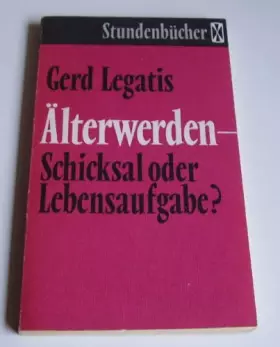 Stundenbücher
Gerd Legatis
Älterwerden–
Schicksal oder
Lebensaufgabe?